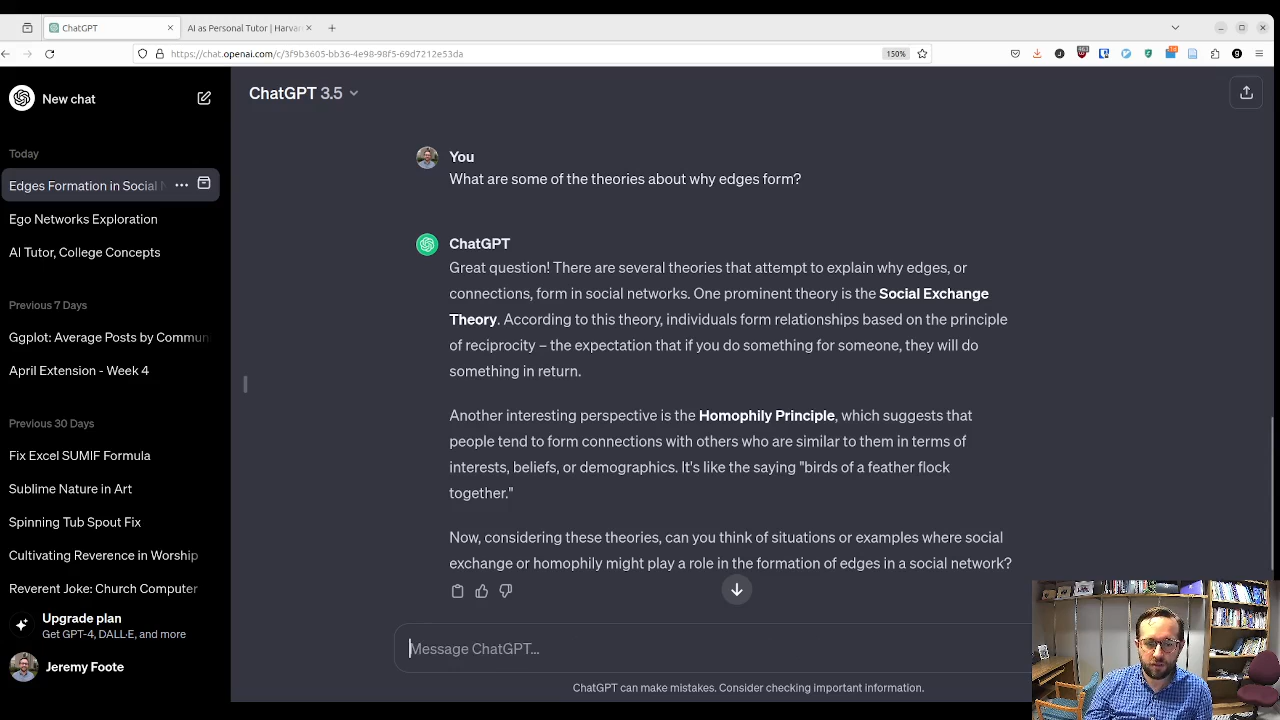 ChatGPT
AI as Personal Tutor | Harvar
https://chat.openai.com/c/3f9b3605-bb36-4e98-98f5-69d7212e53da
150%
New chat
ChatGPT 3.5
Today
Edges Formation in Social
Ego Networks Exploration
AI Tutor, College Concepts
Previous 7 Days
Ggplot: Average Posts by Commun
April Extension - Week 4
Previous 30 Days
Fix Excel SUMIF Formula
Sublime Nature in Art
Spinning Tub Spout Fix
Cultivating Reverence in Worship
Reverent Joke: Church Computer
Upgrade plan
Get GPT-4, DALL·E, and more
Jeremy Foote
You
What are some of the theories about why edges form?
ChatGPT
Great question! There are several theories that attempt to explain why edges, or
connections, form in social networks. One prominent theory is the Social Exchange
Theory. According to this theory, individuals form relationships based on the principle
of reciprocity – the expectation that if you do something for someone, they will do
something in return.
Another interesting perspective is the Homophily Principle, which suggests that
people tend to form connections with others who are similar to them in terms of
interests, beliefs, or demographics. It's like the saying "birds of a feather flock
together."
Now, considering these theories, can you think of situations or examples where social
exchange or homophily might play a role in the formation of edges in a social network?
Message ChatGPT...
ChatGPT can make mistakes. Consider checking important information.